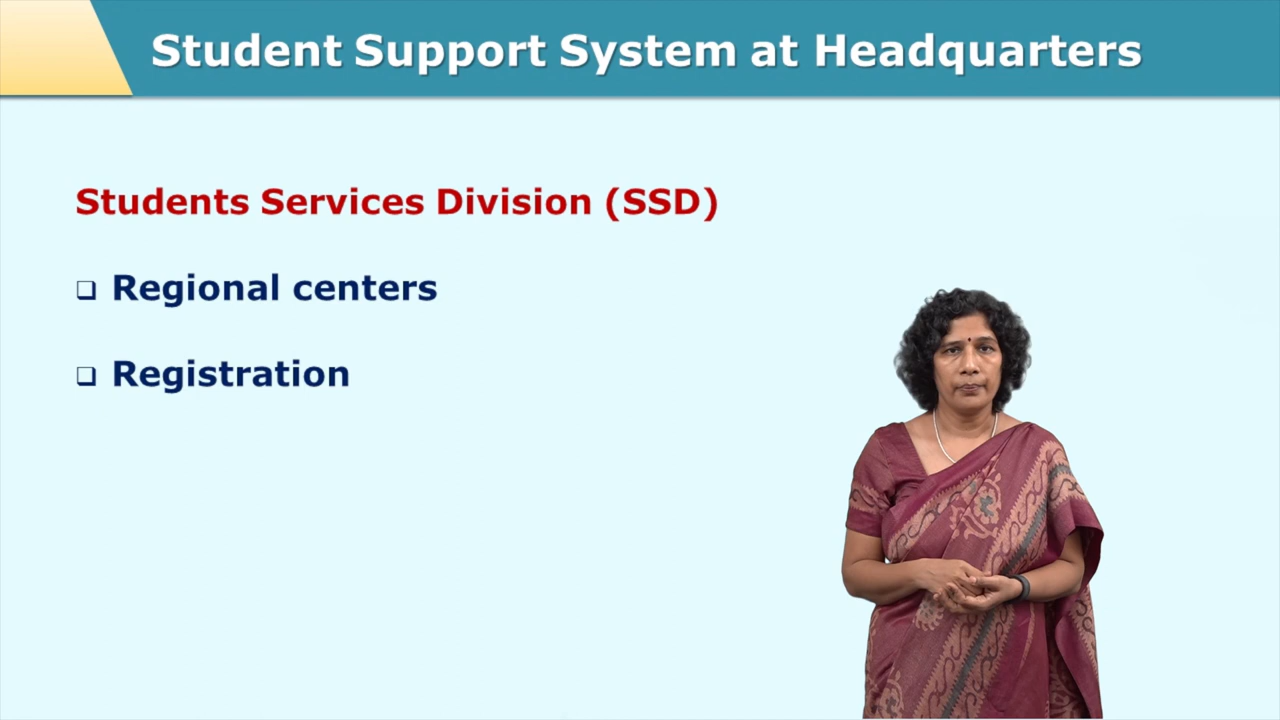 Student Support System at Headquarters
Students Services Division (SSD)
❑ Regional centers
❑ Registration